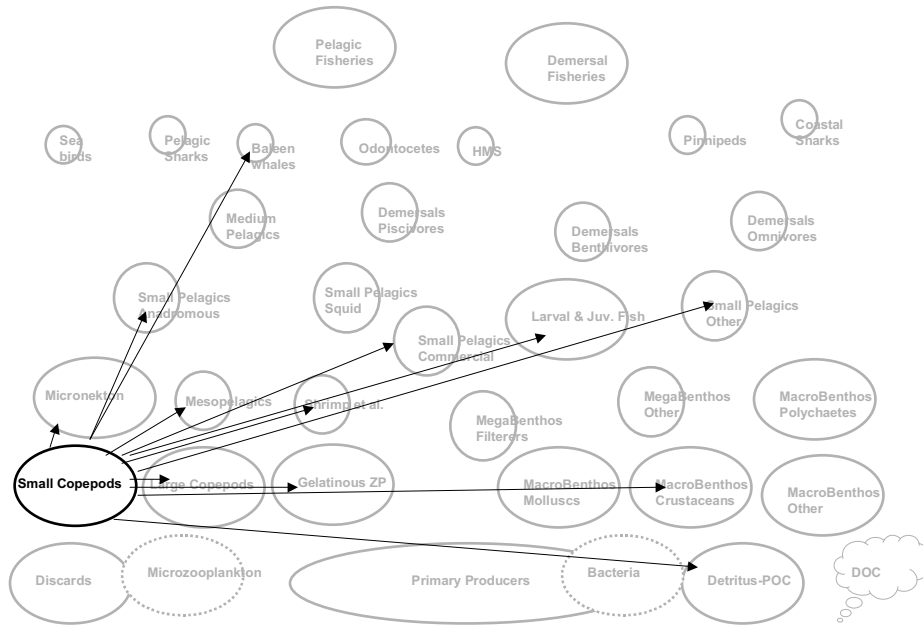 Pelagic
Fisheries
Demersal
Fisheries
Sea
birds
Pelagic
Sharks
Baleen
whales
Odontocetes
HMS
Pinnipeds
Coastal
Sharks
Medium
Pelagics
Demersals
Piscivores
Demersals
Benthivores
Demersals
Omnivores
Small Pelagics
Anadromous
Small Pelagics
Squid
Small Pelagics
Commercial
Larval & Juv. Fish
Small Pelagics
Other
Micronekton
Mesopelagics
Shrimp et al.
MegaBenthos
Filterers
MegaBenthos
Other
MacroBenthos
Polychaetes
Small Copepods
Large Copepods
Gelatinous ZP
MacroBenthos
Molluscs
MacroBenthos
Crustaceans
MacroBenthos
Other
Discards
Microzooplankton
Primary Producers
Bacteria
Detritus-POC
DOC